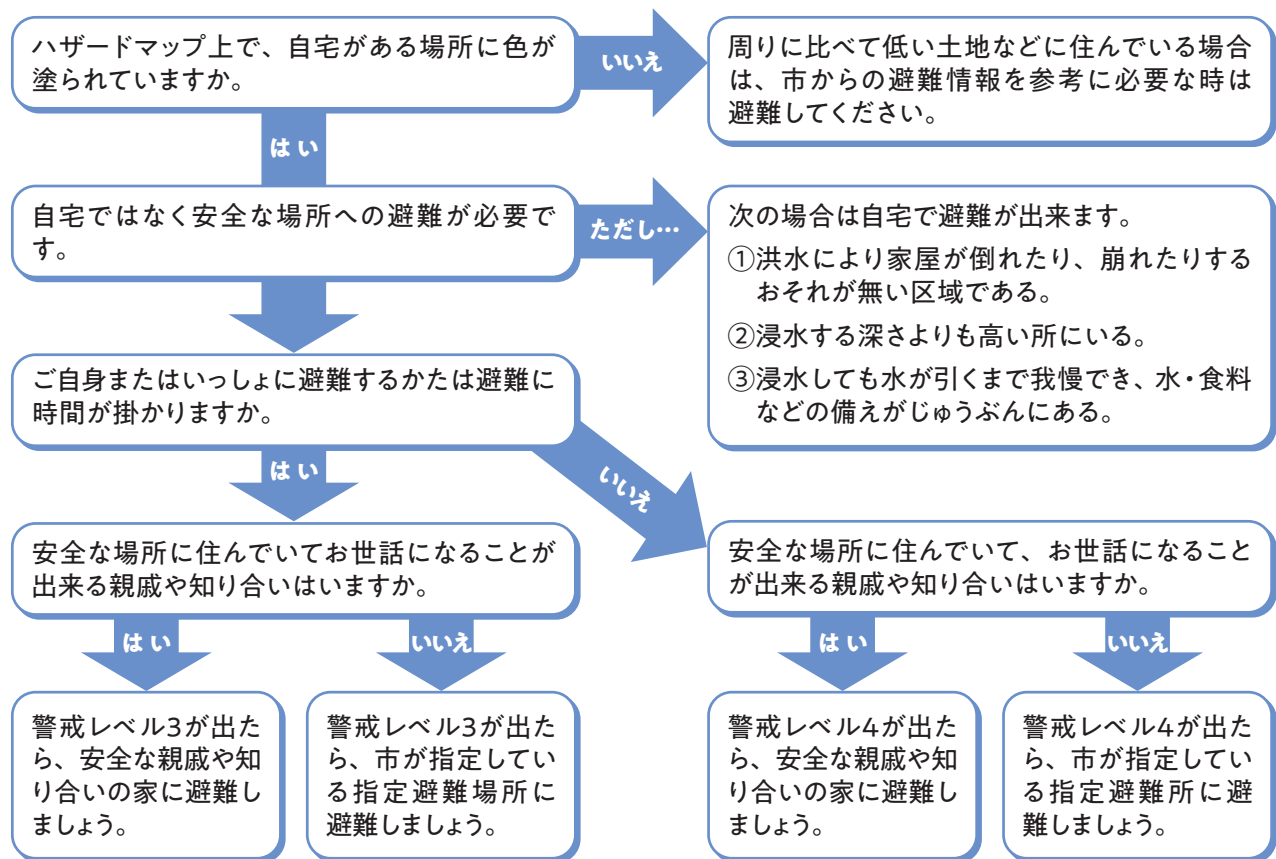 ハザードマップ上で、自宅がある場所に色が
塗られていますか。
いいえ
周りに比べて低い土地などに住んでいる場合
は、市からの避難情報を参考に必要な時は
避難してください。
はい
自宅ではなく安全な場所への避難が必要で
す。
ただし…
次の場合は自宅で避難が出来ます。
①洪水により家屋が倒れたり、崩れたりする
おそれが無い区域である。
②浸水する深さよりも高い所にいる。
③浸水しても水が引くまで我慢でき、水・食料
などの備えがじゅうぶんにある。
ご自身またはいっしょに避難するかたは避難に
時間が掛かりますか。
はい
いいえ
安全な場所に住んでいてお世話になることが
出来る親戚や知り合いはいますか。
安全な場所に住んでいて、お世話になること
が出来る親戚や知り合いはいますか。
はい
いいえ
はい
いいえ
警戒レベル3が出た
ら、安全な親戚や知
り合いの家に避難し
ましょう。
警戒レベル3が出た
ら、市が指定してい
る指定避難場所に
避難しましょう。
警戒レベル4が出た
ら、安全な親戚や知
り合いの家に避難し
ましょう。
警戒レベル4が出た
ら、市が指定してい
る指定避難所に避
難しましょう。